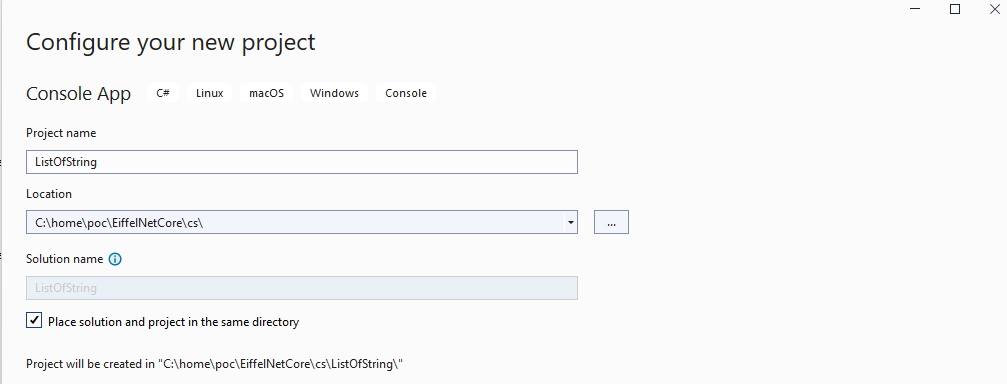 Configure your new project
Console App C# Linux macOS Windows Console
Project name
ListOfString
Location
C:\home\poc\EiffelNetCore\cs\
...
Solution name
ListOfString
Place solution and project in the same directory
Project will be created in "C:\home\poc\EiffelNetCore\cs\ListOfString\"